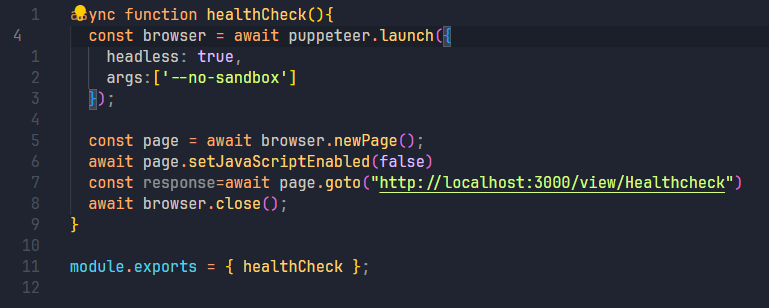 1 async function healthCheck(){
4 const browser = await puppeteer.launch({
1 headless: true,
2 args:['--no-sandbox']
3 });
4
5 const page = await browser.newPage();
6 await page.setJavaScriptEnabled(false)
7 const response=await page.goto("http://localhost:3000/view/Healthcheck")
8 await browser.close();
9 }
10
11 module.exports = { healthCheck };
12